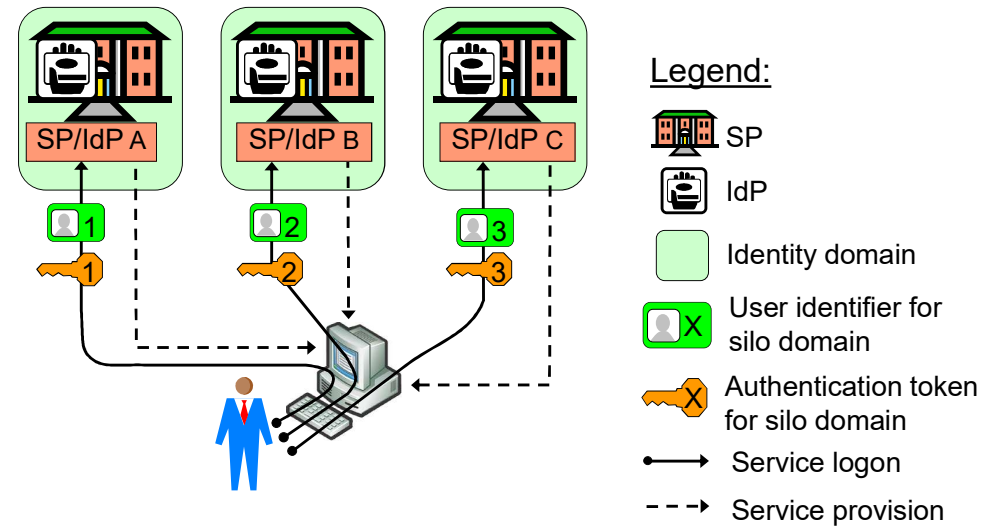 SP/IdP A
SP/IdP B
SP/IdP C
1
2
3
1
2
3
Legend:
SP
IdP
Identity domain
X
User identifier for
silo domain
X
Authentication token
for silo domain
Service logon
Service provision